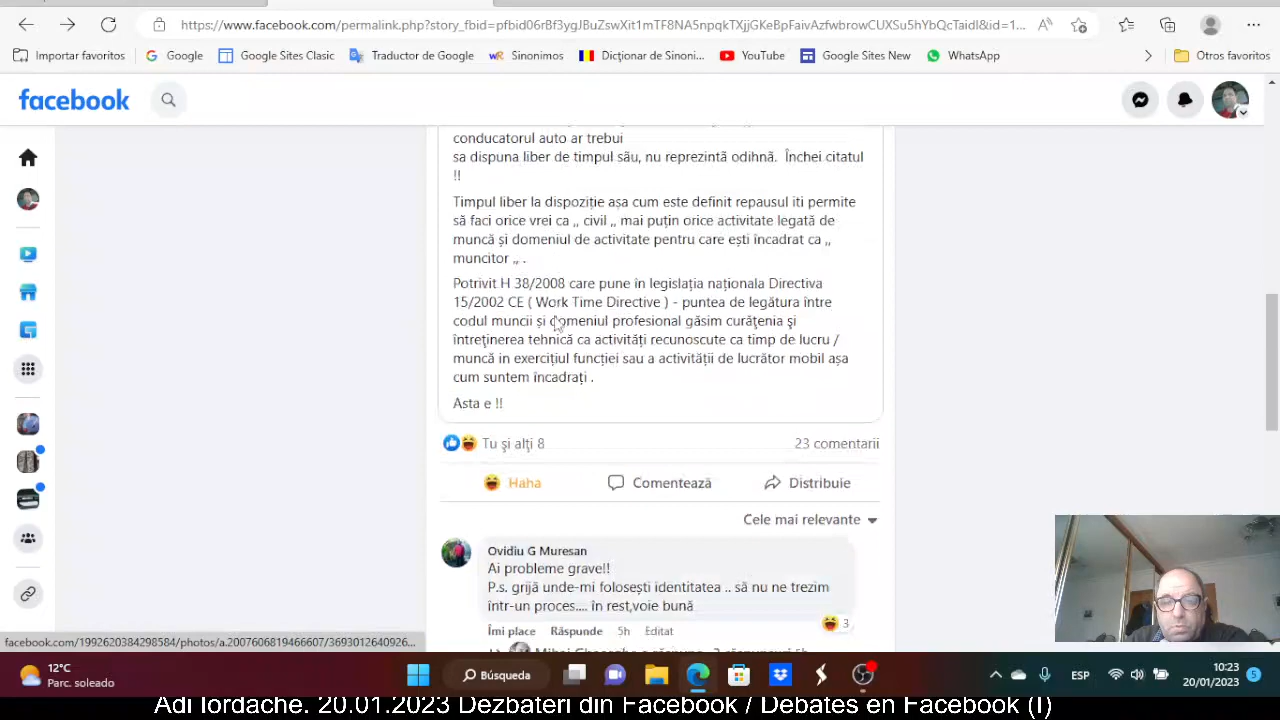 https://www.facebook.com/permalink.php?story_fbid=pfbid06rBf3ygJBuZswXit1mTF8NA5npqkTXjjGKeBpFaivAzfwbrowCUXSu5hYbQcTaidl&id=1...
Importar favoritos
Google
Google Sites Clasic
Traductor de Google
Sinonimos
Dicționar de Sinoni...
YouTube
Google Sites New
WhatsApp
Otros favoritos
facebook
conducatorul auto ar trebui
sa dispuna liber de timpul său, nu reprezintă odihnă. Închei citatul
!!
Timpul liber la dispoziție așa cum este definit repausul iti permite
să faci orice vrei ca ,, civil ,, mai puțin orice activitate legată de
muncă și domeniul de activitate pentru care ești încadrat ca ,,
muncitor ,, .
Potrivit H 38/2008 care pune în legislația naționala Directiva
15/2002 CE ( Work Time Directive ) - puntea de legătura între
codul muncii și domeniul profesional găsim curăţenia şi
întreţinerea tehnică ca activități recunoscute ca timp de lucru /
muncă in exercițiul funcției sau a activității de lucrător mobil așa
cum suntem încadrați .
Asta e !!
Tu şi alţi 8
23 comentarii
Haha
Comentează
Distribuie
Cele mai relevante
Ovidiu G Muresan
Ai probleme grave!!
P.s. grijă unde-mi folosești identitatea .. să nu ne trezim
într-un proces.... în rest,voie bună
3
Îmi place
Răspunde
5h
Editat
facebook.com/1992620384298584/photos/a.2007606819466607/3693012640926...
12°C
Parc. soleado
Búsqueda
ESP
10:23
20/01/2023
5
Adi Iordache. 20.01.2023 Dezbateri din Facebook / Debates en Facebook (I)